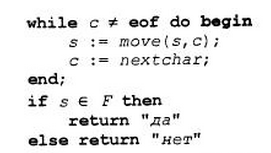 while c ≠ eof do begin
s := move(s,c);
c := nextchar;
end;
if s ∈ F then
return "да"
else return "нет"